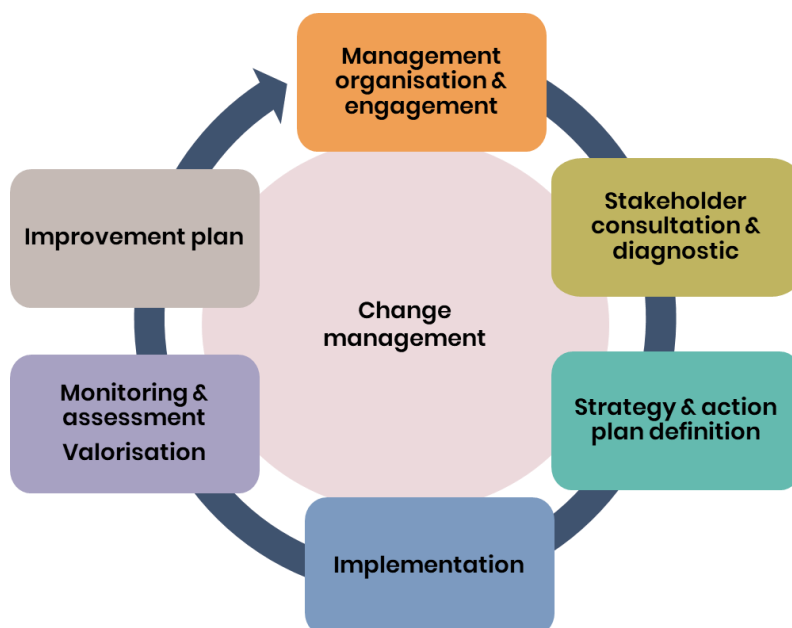 Management
organisation &
engagement
Stakeholder
consultation &
diagnostic
Strategy & action
plan definition
Implementation
Monitoring &
assessment
Valorisation
Improvement plan
Change
management